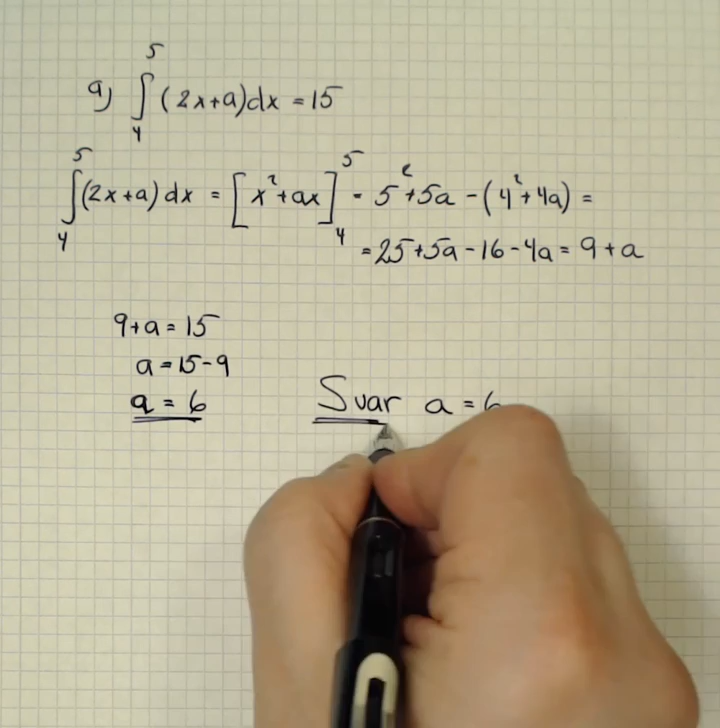 a) ∫₄⁵ (2x+a)dx = 15
∫₄⁵ (2x+a) dx = [x²+ax]₄⁵ = 5²+5a - (4²+4a) =
= 25+5a-16-4a = 9+a
9+a = 15
a = 15-9
a = 6
Svar a = 6